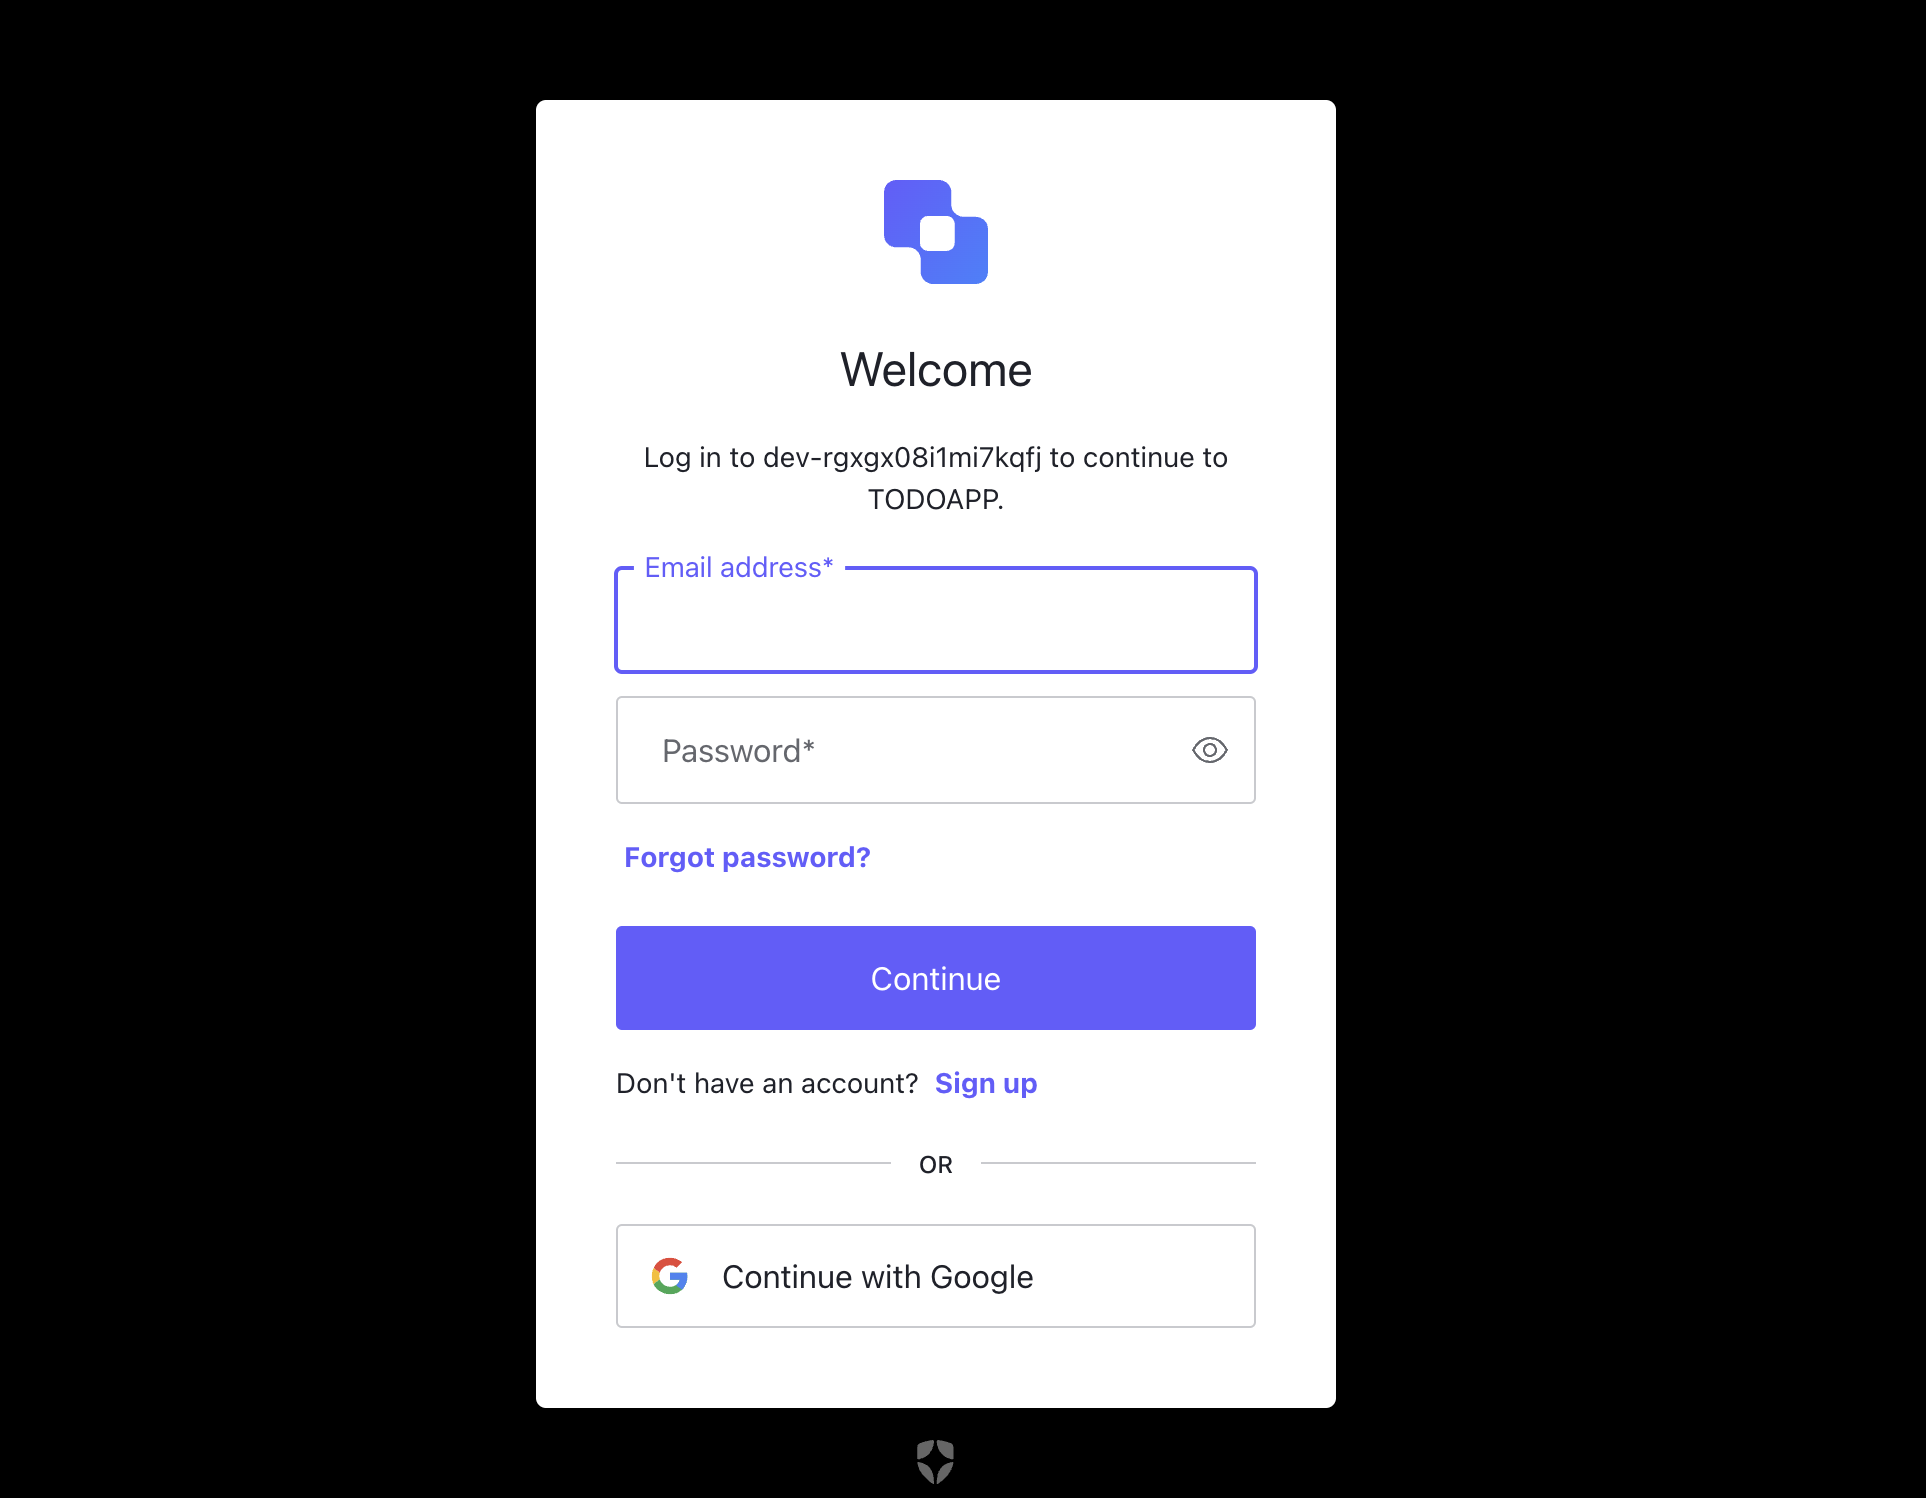 Welcome
Log in to dev-rgxgx08i1mi7kqfj to continue to
TODOAPP.
Email address*
Password*
Forgot password?
Continue
Don't have an account? Sign up
OR
Continue with Google